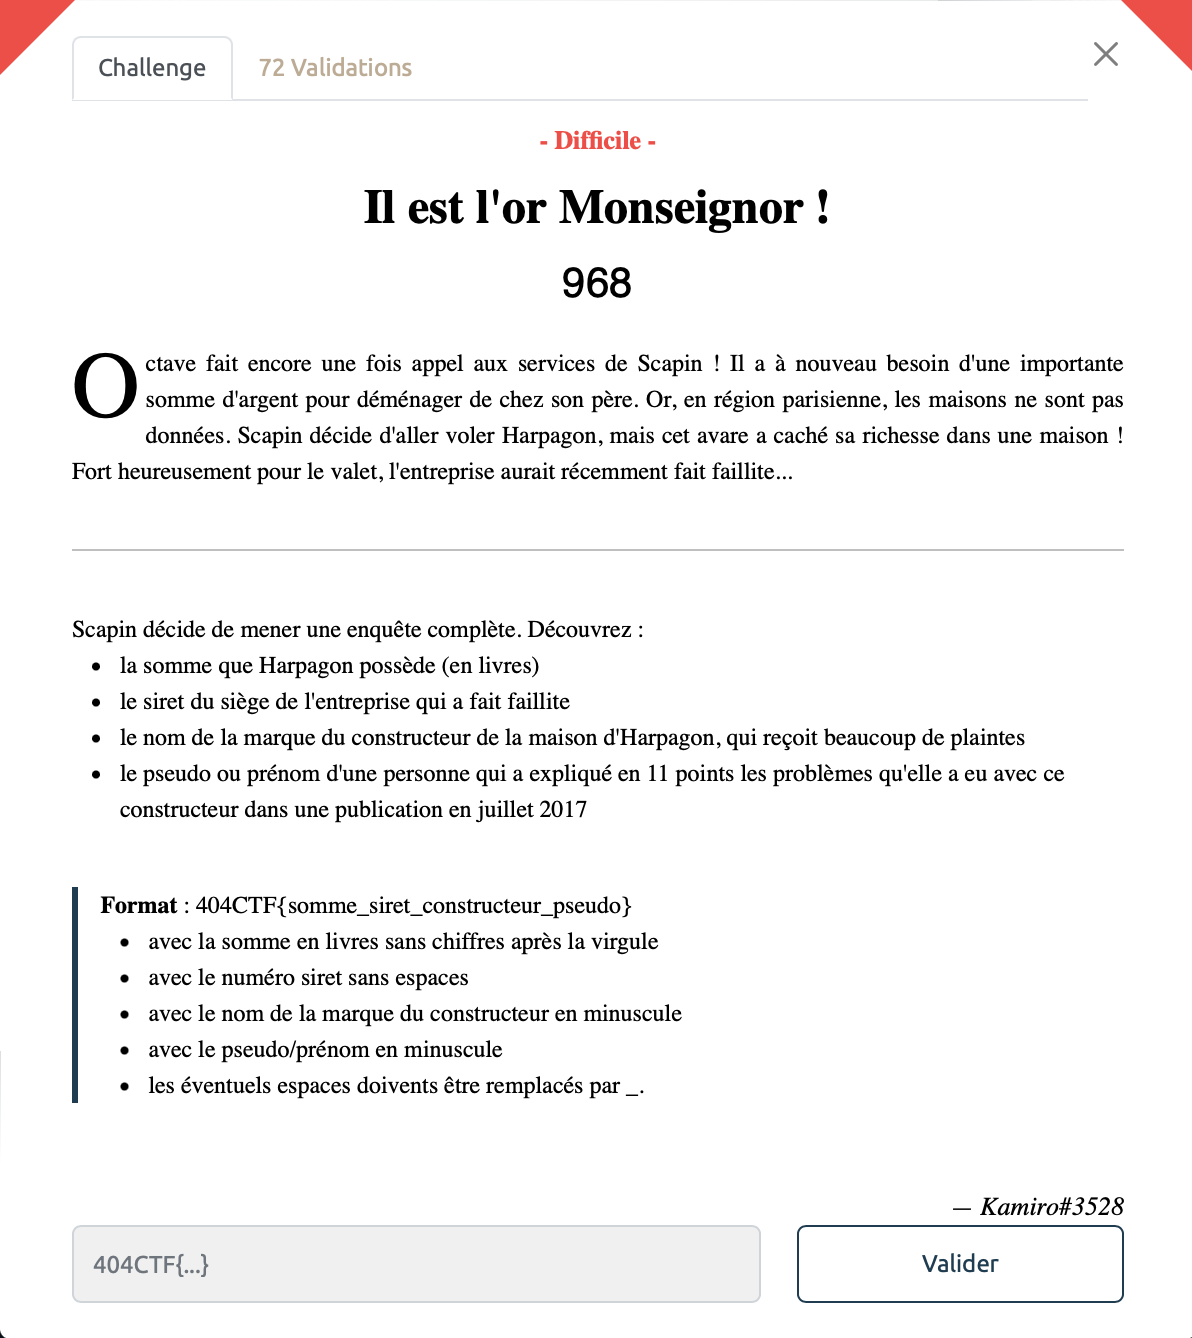 Challenge
72 Validations
- Difficile -
Il est l'or Monseignor !
968
Octave fait encore une fois appel aux services de Scapin ! Il a à nouveau besoin d'une importante
somme d'argent pour déménager de chez son père. Or, en région parisienne, les maisons ne sont pas
données. Scapin décide d'aller voler Harpagon, mais cet avare a caché sa richesse dans une maison !
Fort heureusement pour le valet, l'entreprise aurait récemment fait faillite...
Scapin décide de mener une enquête complète. Découvrez :
• la somme que Harpagon possède (en livres)
• le siret du siège de l'entreprise qui a fait faillite
• le nom de la marque du constructeur de la maison d'Harpagon, qui reçoit beaucoup de plaintes
• le pseudo ou prénom d'une personne qui a expliqué en 11 points les problèmes qu'elle a eu avec ce
constructeur dans une publication en juillet 2017
Format : 404CTF{somme_siret_constructeur_pseudo}
• avec la somme en livres sans chiffres après la virgule
• avec le numéro siret sans espaces
• avec le nom de la marque du constructeur en minuscule
• avec le pseudo/prénom en minuscule
• les éventuels espaces doivents être remplacés par _.
— Kamiro#3528
404CTF{...}
Valider